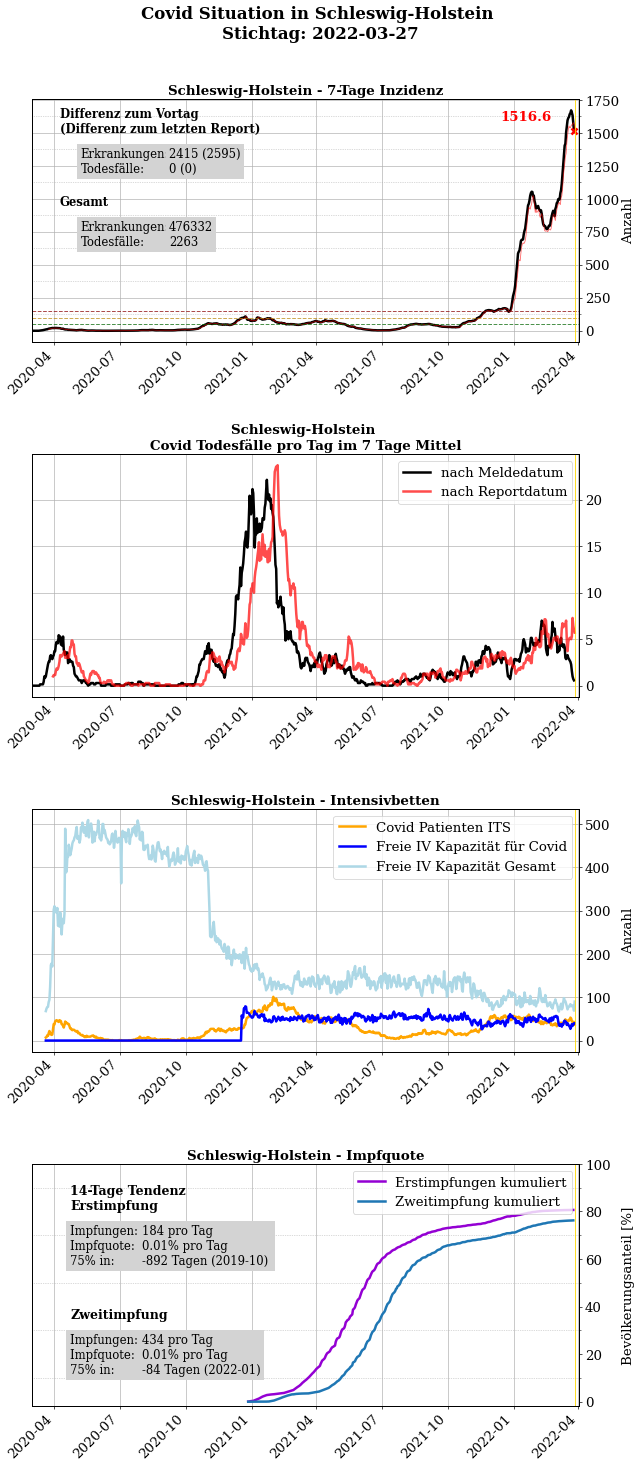 Covid Situation in Schleswig-Holstein
Stichtag: 2022-03-27
Schleswig-Holstein - 7-Tage Inzidenz
Differenz zum Vortag
(Differenz zum letzten Report)
Erkrankungen 2415 (2595)
Todesfälle: 0 (0)
Gesamt
Erkrankungen 476332
Todesfälle: 2263
1516.6
1750
1500
1250
1000
750
500
250
0
Anzahl
2020-04
2020-07
2020-10
2021-01
2021-04
2021-07
2021-10
2022-01
2022-04
Schleswig-Holstein
Covid Todesfälle pro Tag im 7 Tage Mittel
nach Meldedatum
nach Reportdatum
20
15
10
5
0
2020-04
2020-07
2020-10
2021-01
2021-04
2021-07
2021-10
2022-01
2022-04
Schleswig-Holstein - Intensivbetten
Covid Patienten ITS
Freie IV Kapazität für Covid
Freie IV Kapazität Gesamt
500
400
300
200
100
0
Anzahl
2020-04
2020-07
2020-10
2021-01
2021-04
2021-07
2021-10
2022-01
2022-04
Schleswig-Holstein - Impfquote
14-Tage Tendenz
Erstimpfung
Impfungen: 184 pro Tag
Impfquote: 0.01% pro Tag
75% in: -892 Tagen (2019-10)
Zweitimpfung
Impfungen: 434 pro Tag
Impfquote: 0.01% pro Tag
75% in: -84 Tagen (2022-01)
Erstimpfungen kumuliert
Zweitimpfung kumuliert
100
80
60
40
20
0
Bevölkerungsanteil [%]
2020-04
2020-07
2020-10
2021-01
2021-04
2021-07
2021-10
2022-01
2022-04